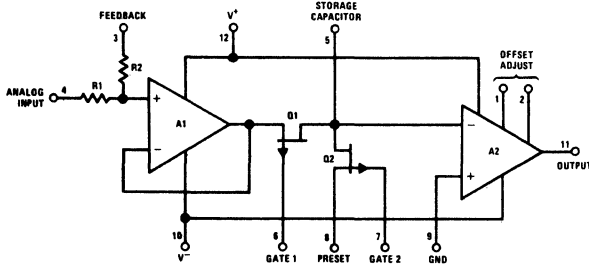 STORAGE
CAPACITOR
FEEDBACK
V+
3
12
5
OFFSET
ADJUST
R2
1
2
ANALOG
INPUT
4
R1
+
A1
−
Q1
Q2
−
A2
+
11
OUTPUT
10
6
8
7
9
V−
GATE 1
PRESET
GATE 2
GND